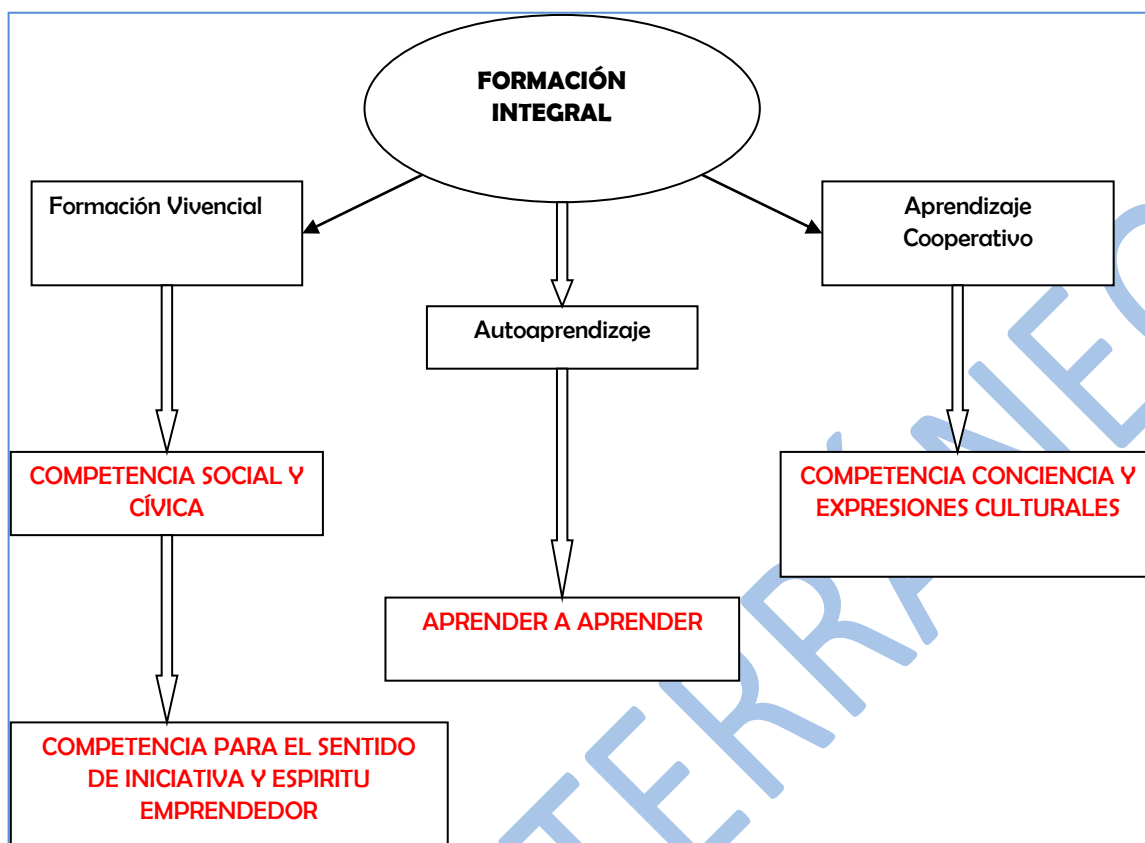 FORMACIÓN
INTEGRAL
Formación Vivencial
Aprendizaje
Cooperativo
Autoaprendizaje
COMPETENCIA SOCIAL Y
CÍVICA
COMPETENCIA CONCIENCIA Y
EXPRESIONES CULTURALES
APRENDER A APRENDER
COMPETENCIA PARA EL SENTIDO
DE INICIATIVA Y ESPIRITU
EMPRENDEDOR